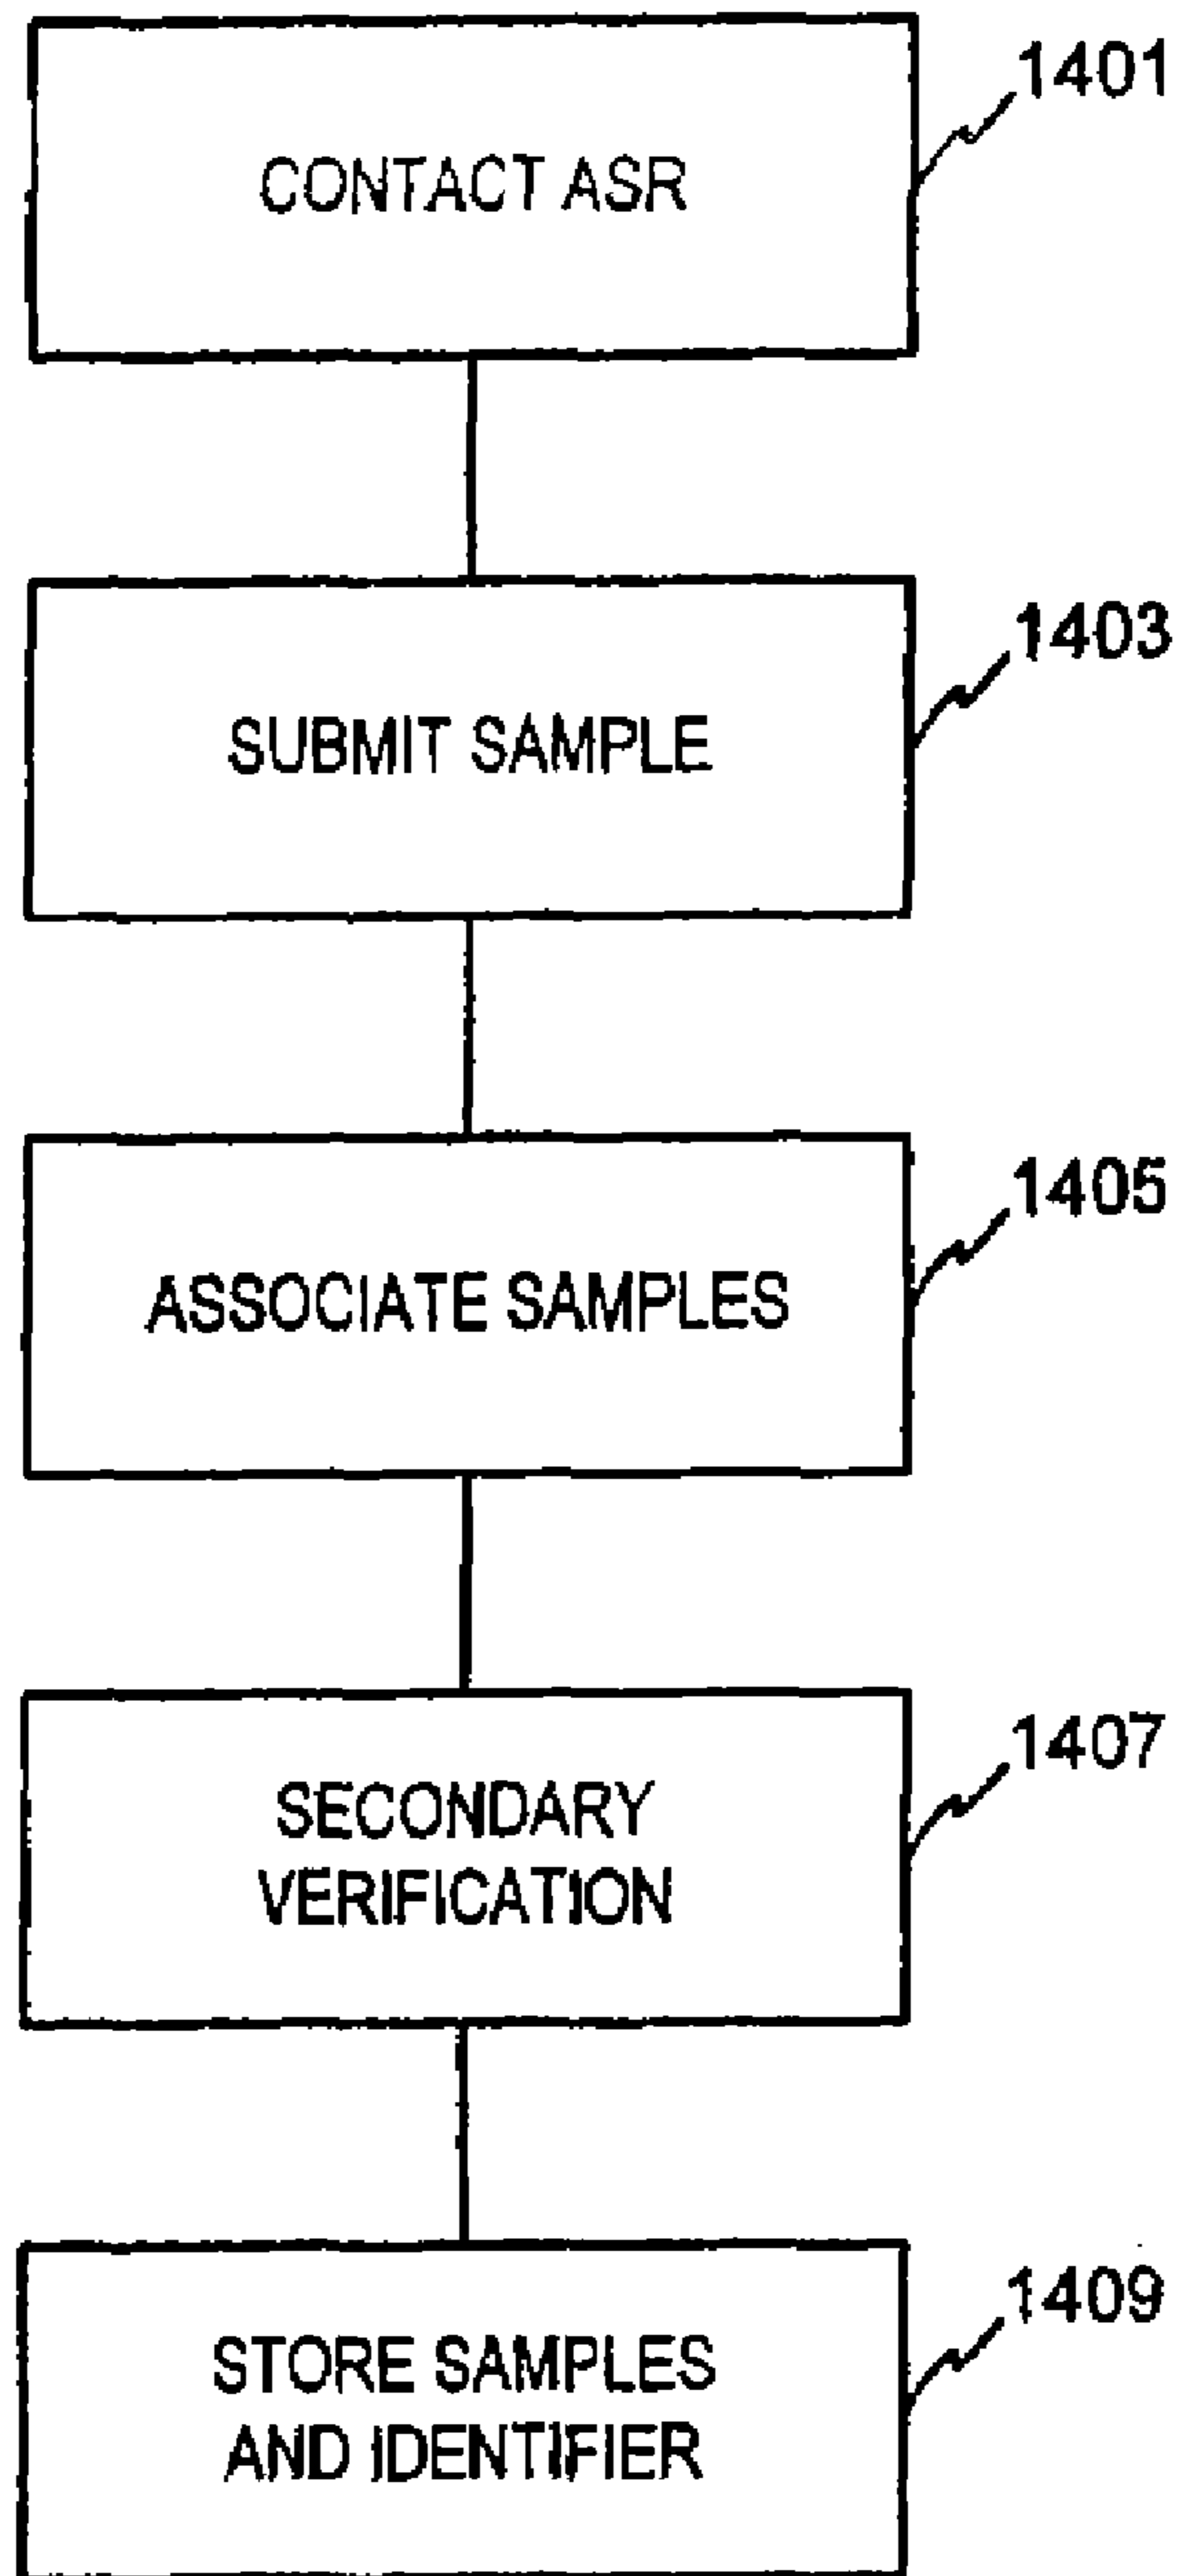 1401
CONTACT ASR
1403
SUBMIT SAMPLE
1405
ASSOCIATE SAMPLES
1407
SECONDARY
VERIFICATION
1409
STORE SAMPLES
AND IDENTIFIER